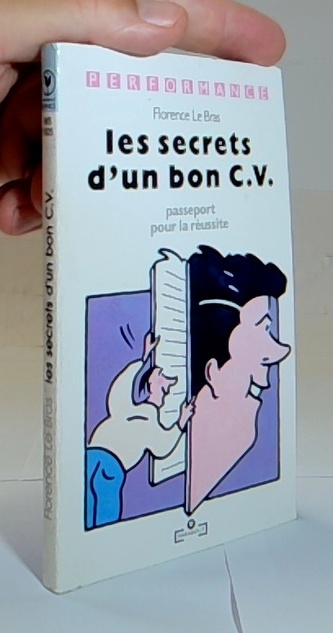 PERFORMANCE
Florence Le Bras
les secrets
d'un bon C.V.
passeport
pour la réussite
MARABOUT
Florence Le Bras les secrets d'un bon C.V.